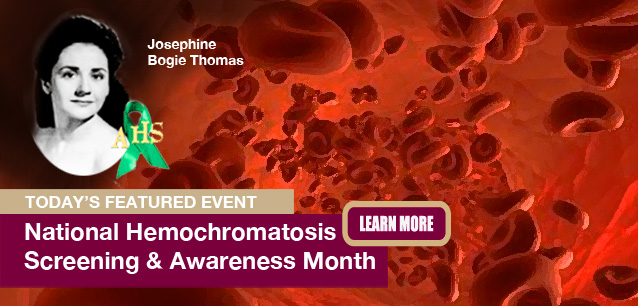 Josephine
Bogie Thomas
AHS
TODAY'S FEATURED EVENT
National Hemochromatosis
Screening & Awareness Month
LEARN MORE